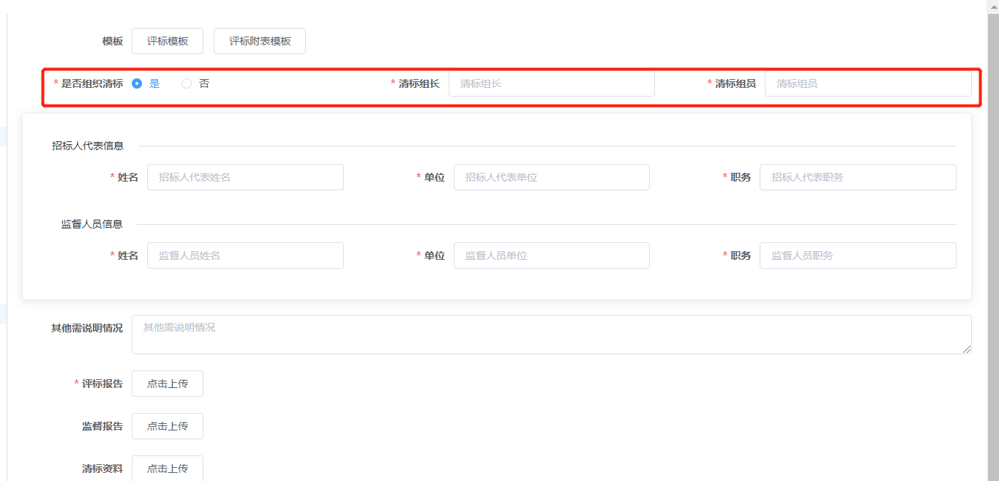 模板 评标模板 评标附表模板
* 是否组织清标 是 否 * 清标组长 清标组长 * 清标组员 清标组员
招标人代表信息
* 姓名 招标人代表姓名 * 单位 招标人代表单位 * 职务 招标人代表职务
监督人员信息
* 姓名 监督人员姓名 * 单位 监督人员单位 * 职务 监督人员职务
其他需说明情况 其他需说明情况
* 评标报告 点击上传
监督报告 点击上传
清标资料 点击上传